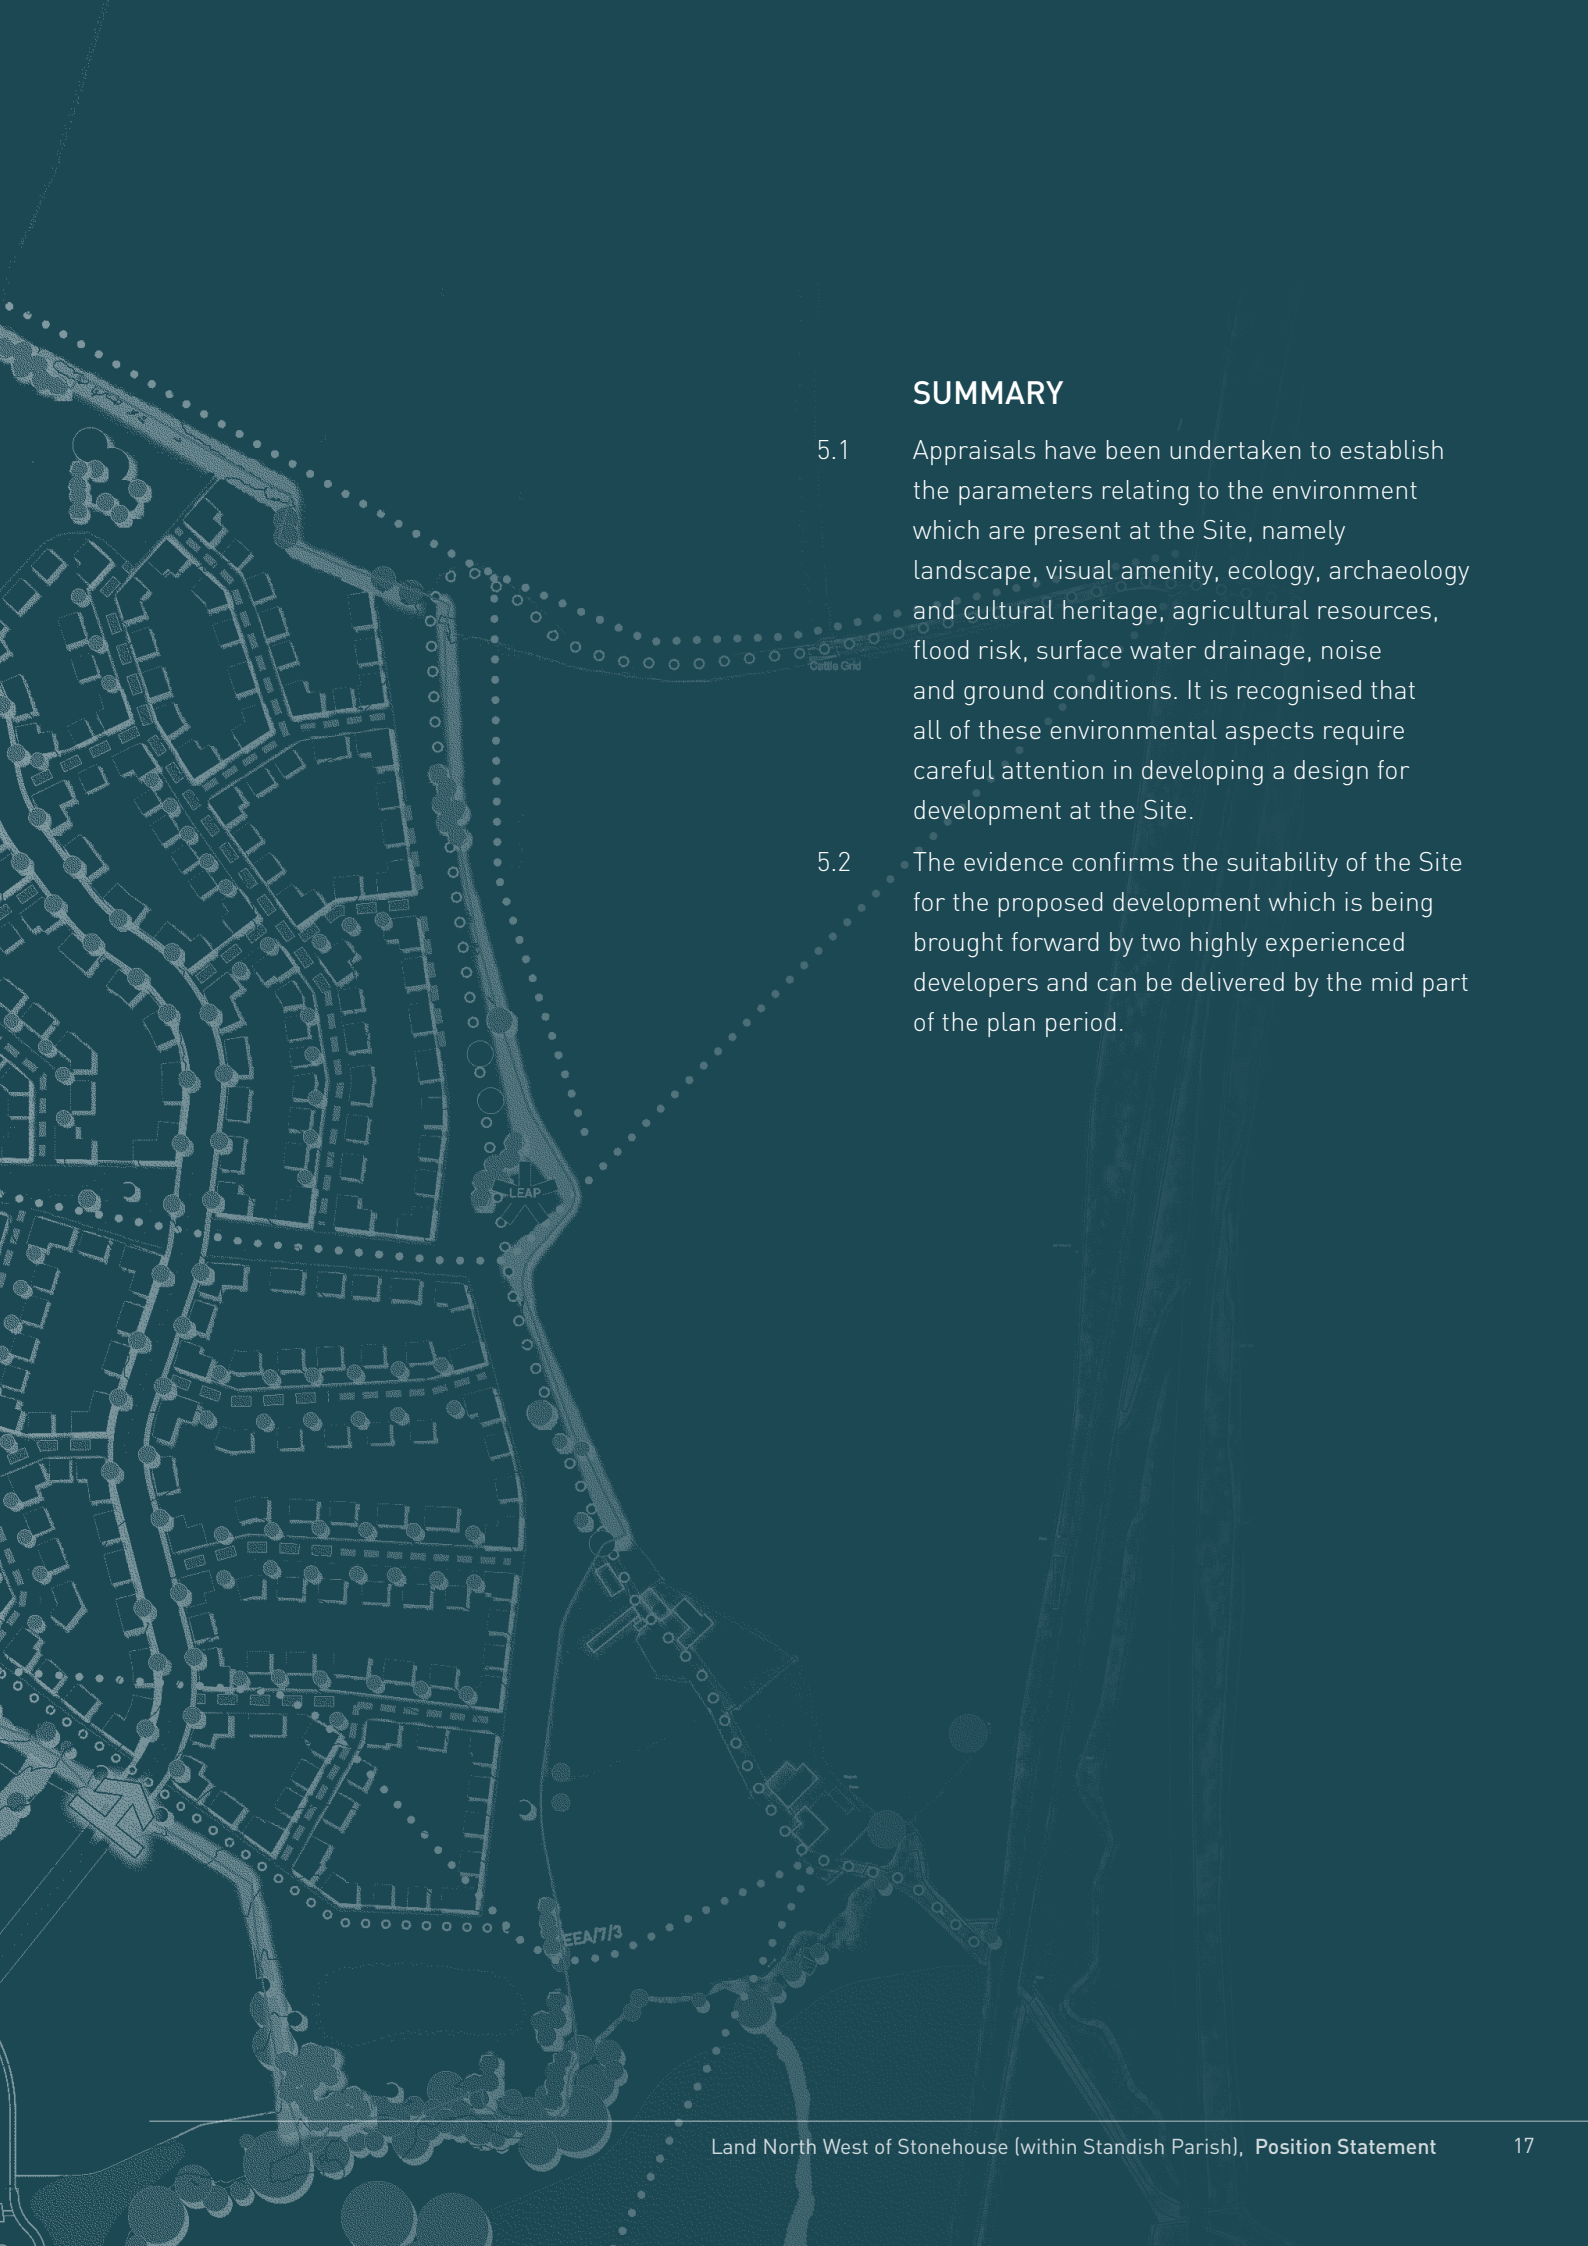 SUMMARY
5.1 Appraisals have been undertaken to establish
the parameters relating to the environment
which are present at the Site, namely
landscape, visual amenity, ecology, archaeology
and cultural heritage, agricultural resources,
flood risk, surface water drainage, noise
and ground conditions. It is recognised that
all of these environmental aspects require
careful attention in developing a design for
development at the Site.
5.2 The evidence confirms the suitability of the Site
for the proposed development which is being
brought forward by two highly experienced
developers and can be delivered by the mid part
of the plan period.
Cattle Grid
LEAP
EEA/7/3
Land North West of Stonehouse (within Standish Parish), Position Statement 17